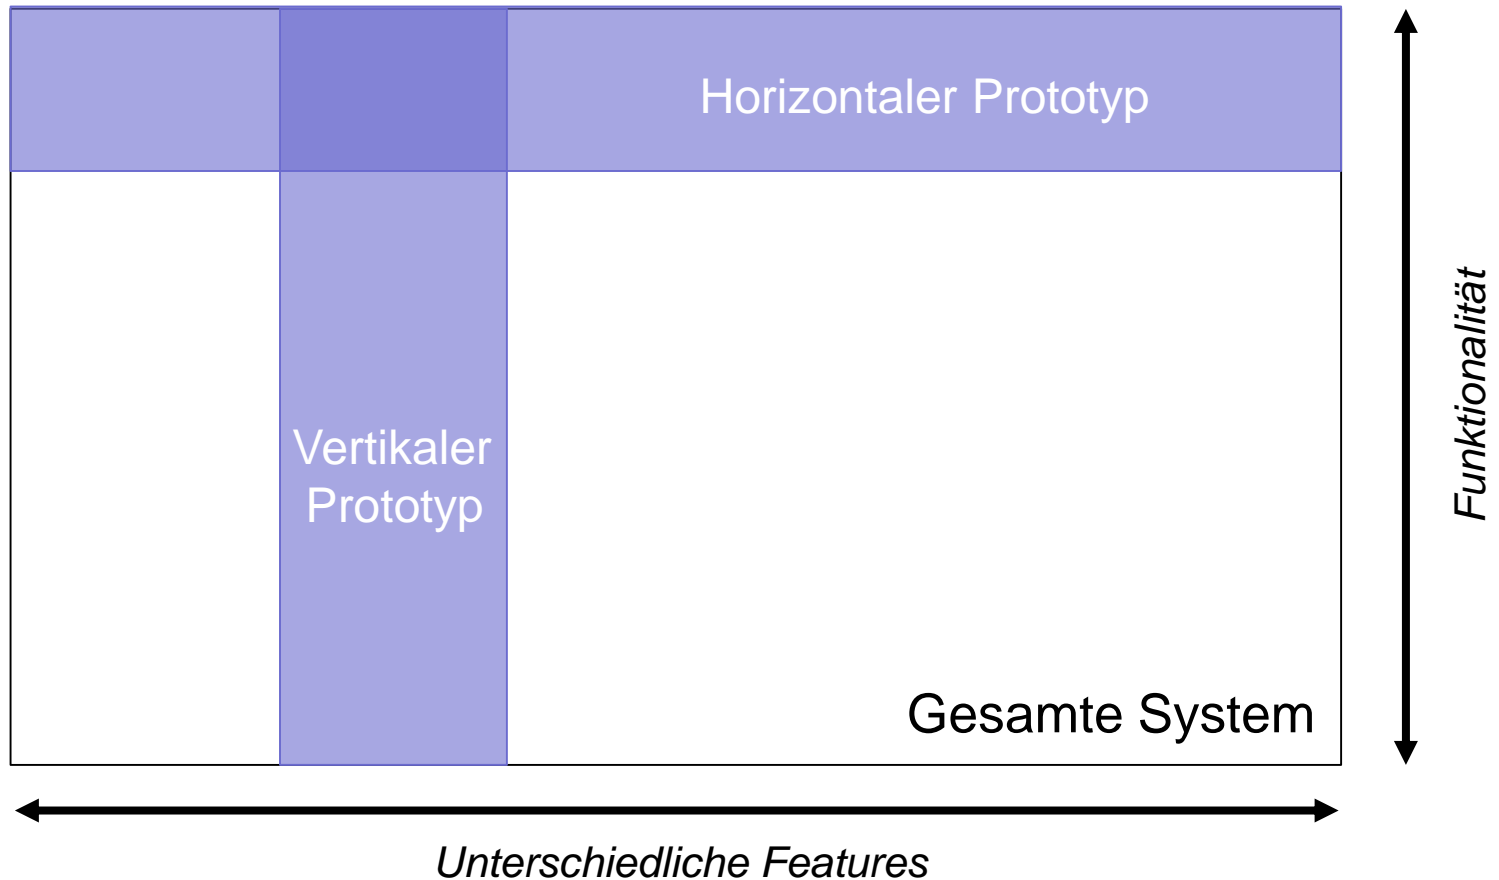 Horizontaler Prototyp
Vertikaler
Prototyp
Funktionalität
Gesamte System
Unterschiedliche Features